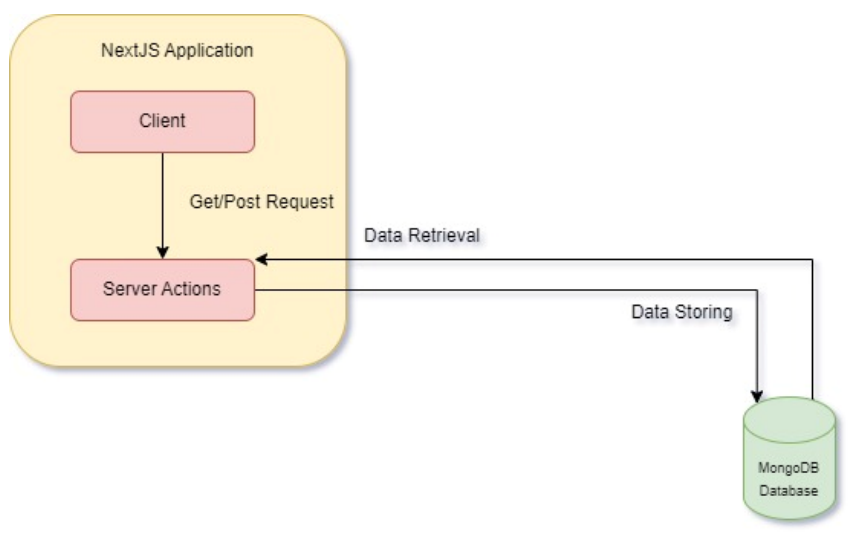 NextJS Application
Client
Get/Post Request
Data Retrieval
Server Actions
Data Storing
MongoDB
Database